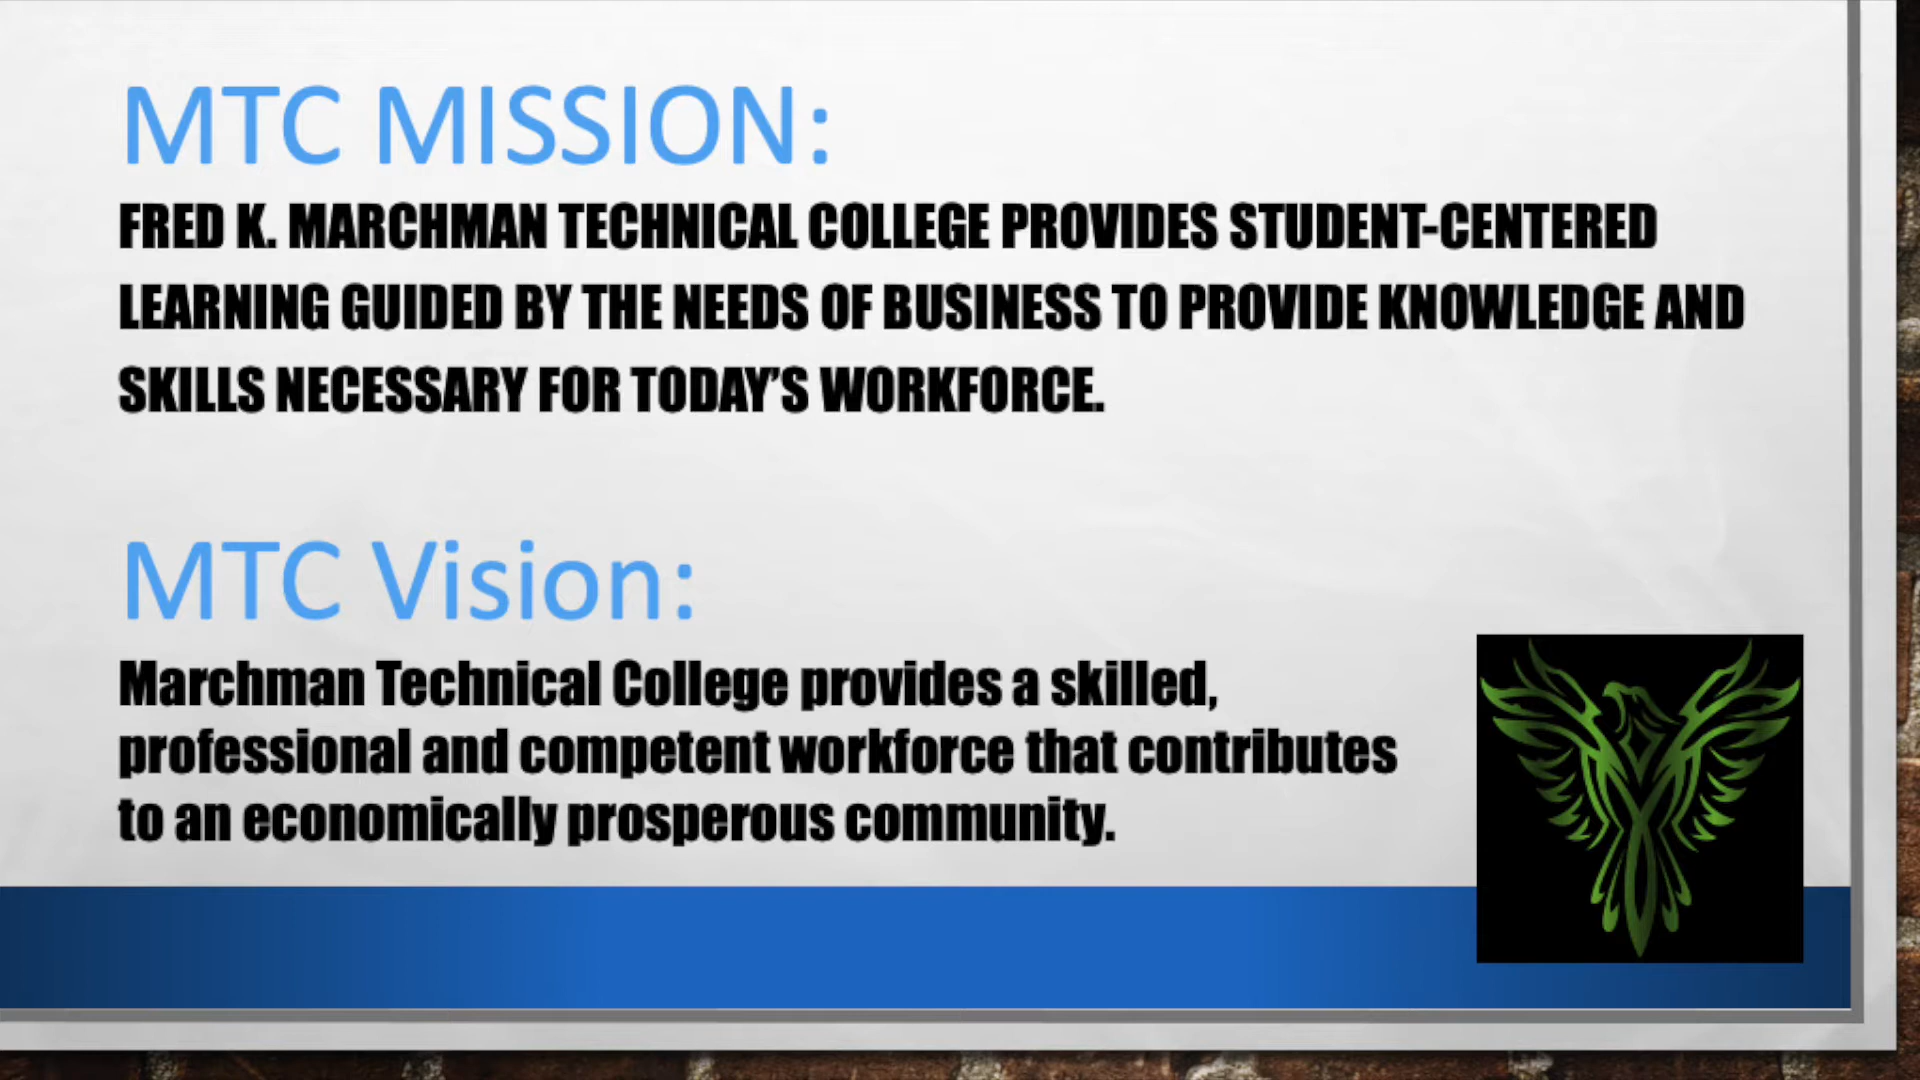 MTC MISSION:
FRED K. MARCHMAN TECHNICAL COLLEGE PROVIDES STUDENT-CENTERED
LEARNING GUIDED BY THE NEEDS OF BUSINESS TO PROVIDE KNOWLEDGE AND
SKILLS NECESSARY FOR TODAY’S WORKFORCE.
MTC Vision:
Marchman Technical College provides a skilled,
professional and competent workforce that contributes
to an economically prosperous community.